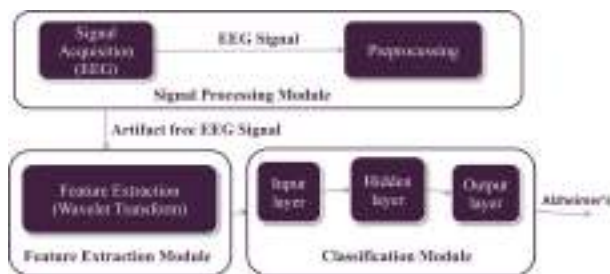 Signal
Acquisition
(EEG)
EEG Signal
Preprocessing
Signal Processing Module
Artifact free EEG Signal
Feature Extraction
(Wavelet Transform)
Feature Extraction Module
Input
layer
Hidden
layer
Output
layer
Classification Module
Alzheimer's